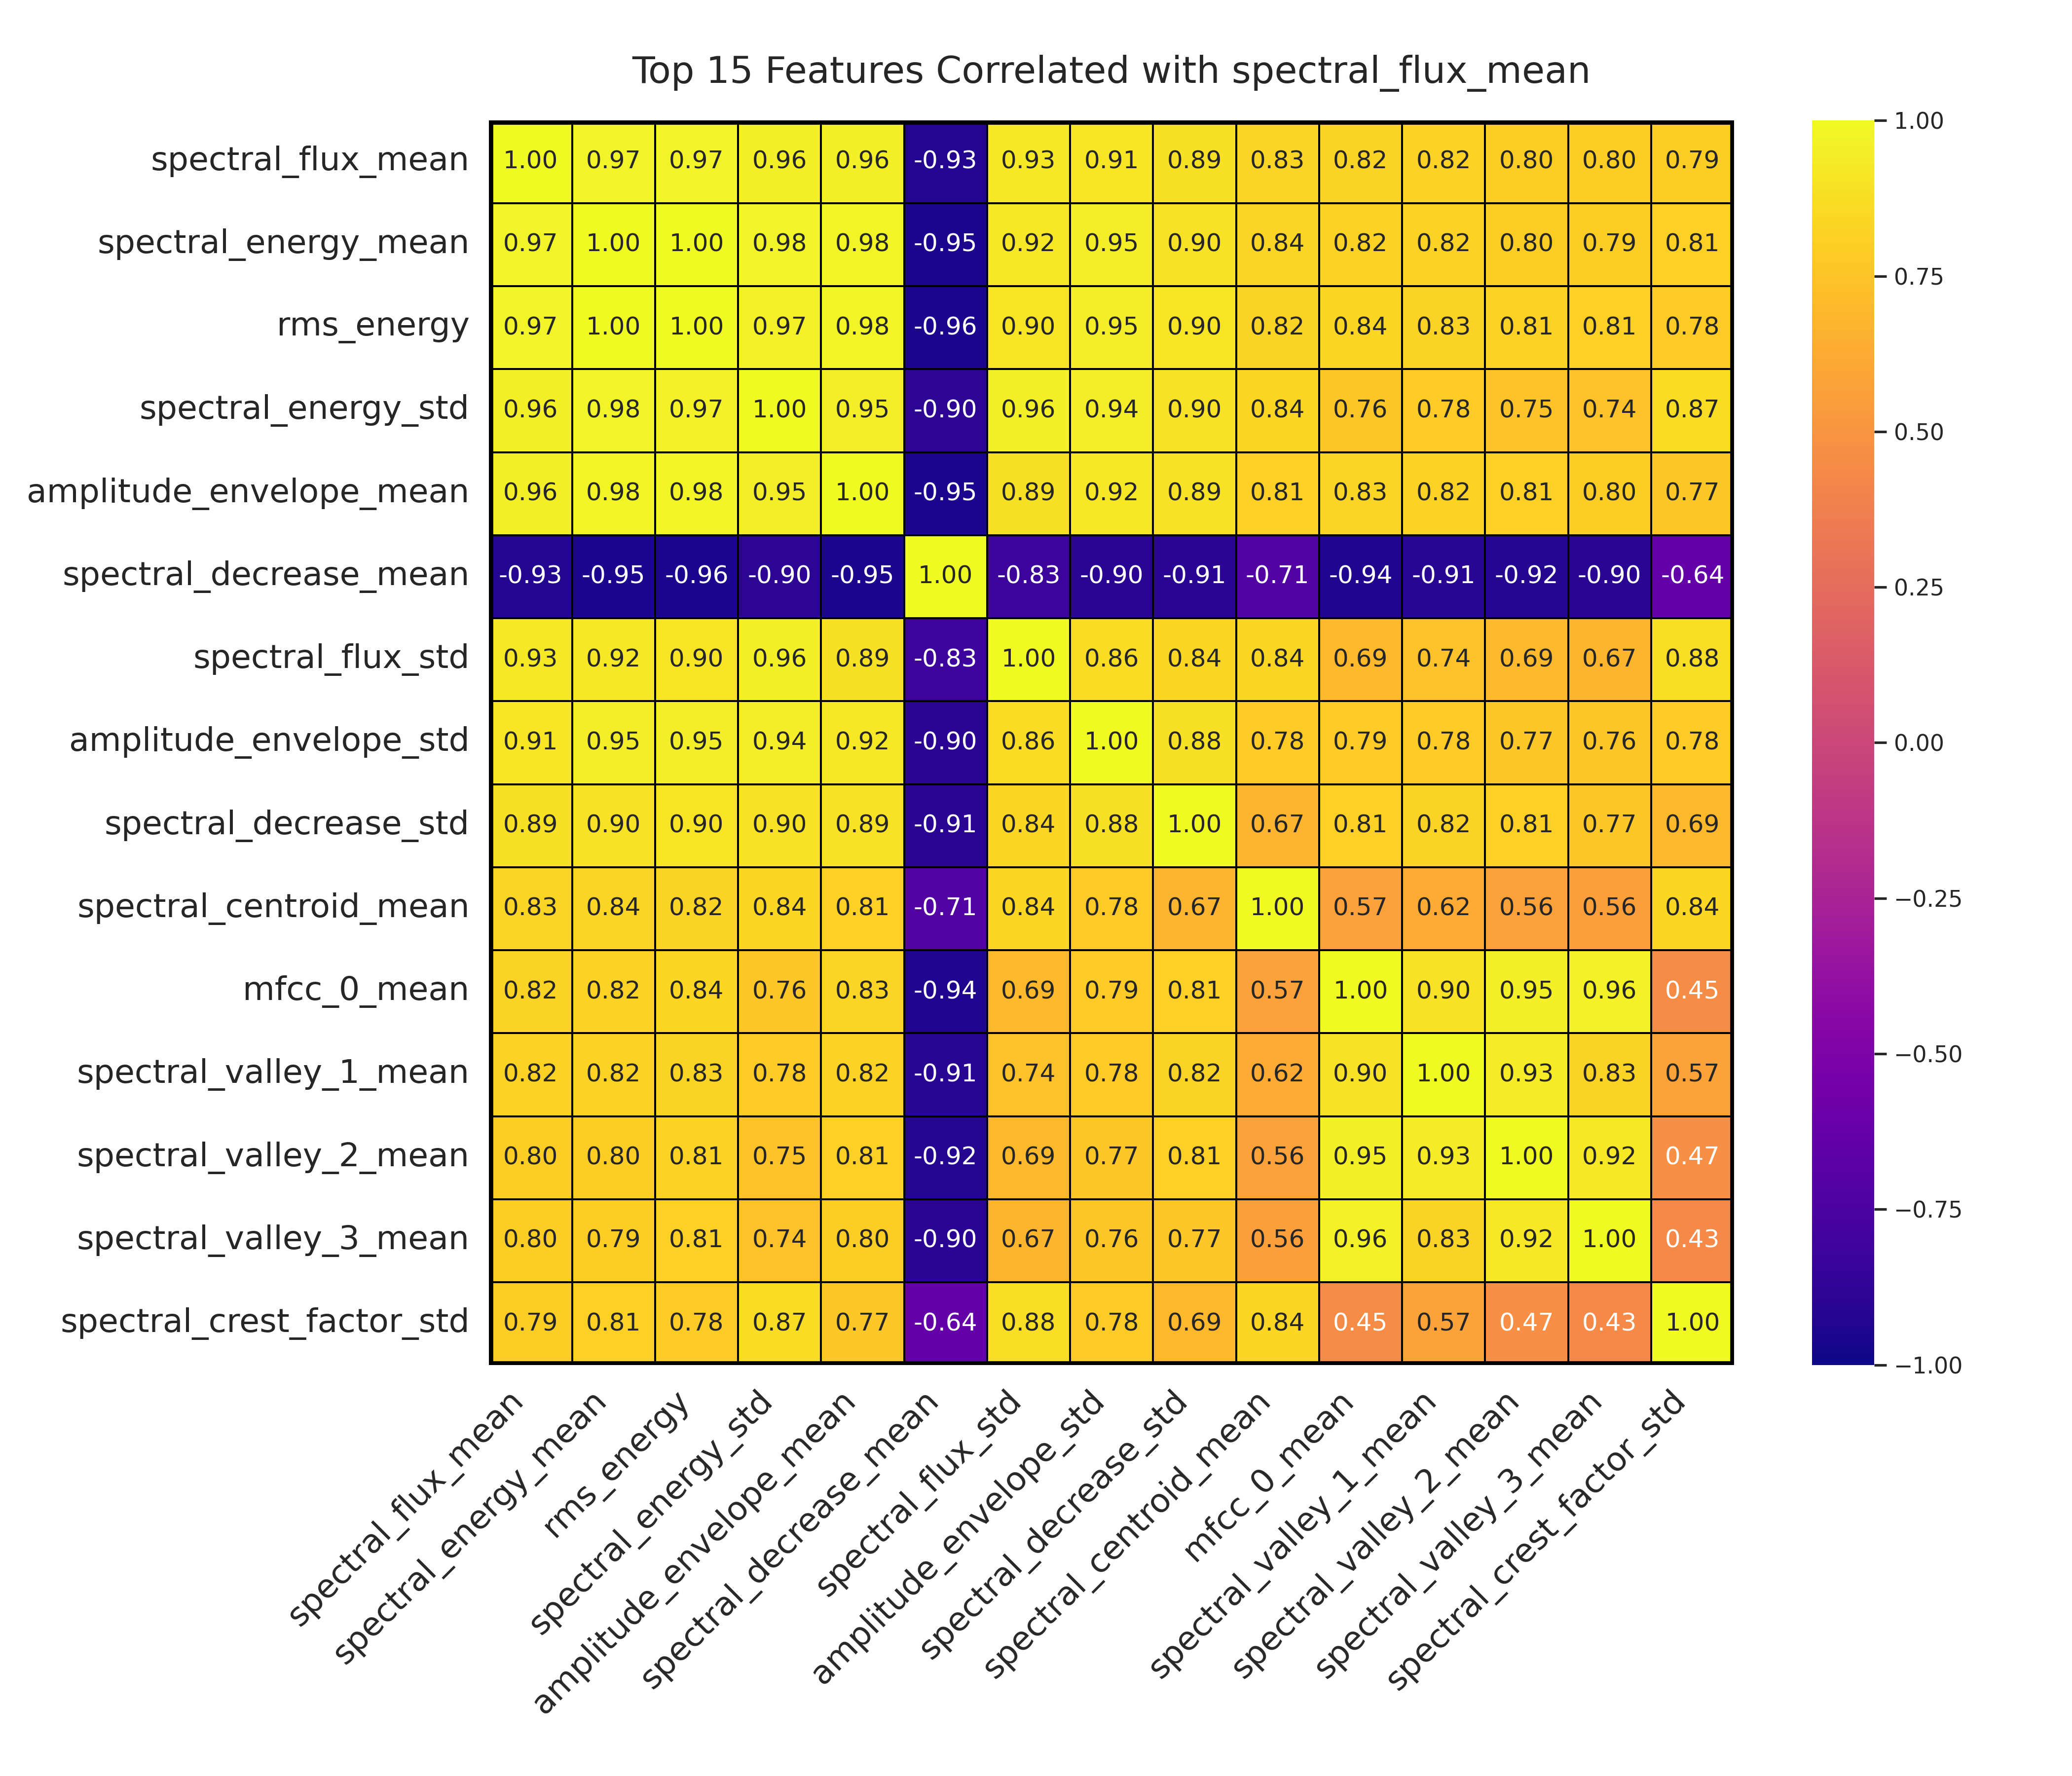 Top 15 Features Correlated with spectral_flux_mean
spectral_flux_mean 1.00 0.97 0.97 0.96 0.96 -0.93 0.93 0.91 0.89 0.83 0.82 0.82 0.80 0.80 0.79
spectral_energy_mean 0.97 1.00 1.00 0.98 0.98 -0.95 0.92 0.95 0.90 0.84 0.82 0.82 0.80 0.79 0.81
rms_energy 0.97 1.00 1.00 0.97 0.98 -0.96 0.90 0.95 0.90 0.82 0.84 0.83 0.81 0.81 0.78
spectral_energy_std 0.96 0.98 0.97 1.00 0.95 -0.90 0.96 0.94 0.90 0.84 0.76 0.78 0.75 0.74 0.87
amplitude_envelope_mean 0.96 0.98 0.98 0.95 1.00 -0.95 0.89 0.92 0.89 0.81 0.83 0.82 0.81 0.80 0.77
spectral_decrease_mean -0.93 -0.95 -0.96 -0.90 -0.95 1.00 -0.83 -0.90 -0.91 -0.71 -0.94 -0.91 -0.92 -0.90 -0.64
spectral_flux_std 0.93 0.92 0.90 0.96 0.89 -0.83 1.00 0.86 0.84 0.84 0.69 0.74 0.69 0.67 0.88
amplitude_envelope_std 0.91 0.95 0.95 0.94 0.92 -0.90 0.86 1.00 0.88 0.78 0.79 0.78 0.77 0.76 0.78
spectral_decrease_std 0.89 0.90 0.90 0.90 0.89 -0.91 0.84 0.88 1.00 0.67 0.81 0.82 0.81 0.77 0.69
spectral_centroid_mean 0.83 0.84 0.82 0.84 0.81 -0.71 0.84 0.78 0.67 1.00 0.57 0.62 0.56 0.56 0.84
mfcc_0_mean 0.82 0.82 0.84 0.76 0.83 -0.94 0.69 0.79 0.81 0.57 1.00 0.90 0.95 0.96 0.45
spectral_valley_1_mean 0.82 0.82 0.83 0.78 0.82 -0.91 0.74 0.78 0.82 0.62 0.90 1.00 0.93 0.83 0.57
spectral_valley_2_mean 0.80 0.80 0.81 0.75 0.81 -0.92 0.69 0.77 0.81 0.56 0.95 0.93 1.00 0.92 0.47
spectral_valley_3_mean 0.80 0.79 0.81 0.74 0.80 -0.90 0.67 0.76 0.77 0.56 0.96 0.83 0.92 1.00 0.43
spectral_crest_factor_std 0.79 0.81 0.78 0.87 0.77 -0.64 0.88 0.78 0.69 0.84 0.45 0.57 0.47 0.43 1.00
spectral_flux_mean
spectral_energy_mean
rms_energy
spectral_energy_std
amplitude_envelope_mean
spectral_decrease_mean
spectral_flux_std
amplitude_envelope_std
spectral_decrease_std
spectral_centroid_mean
mfcc_0_mean
spectral_valley_1_mean
spectral_valley_2_mean
spectral_valley_3_mean
spectral_crest_factor_std
1.00
0.75
0.50
0.25
0.00
−0.25
−0.50
−0.75
−1.00